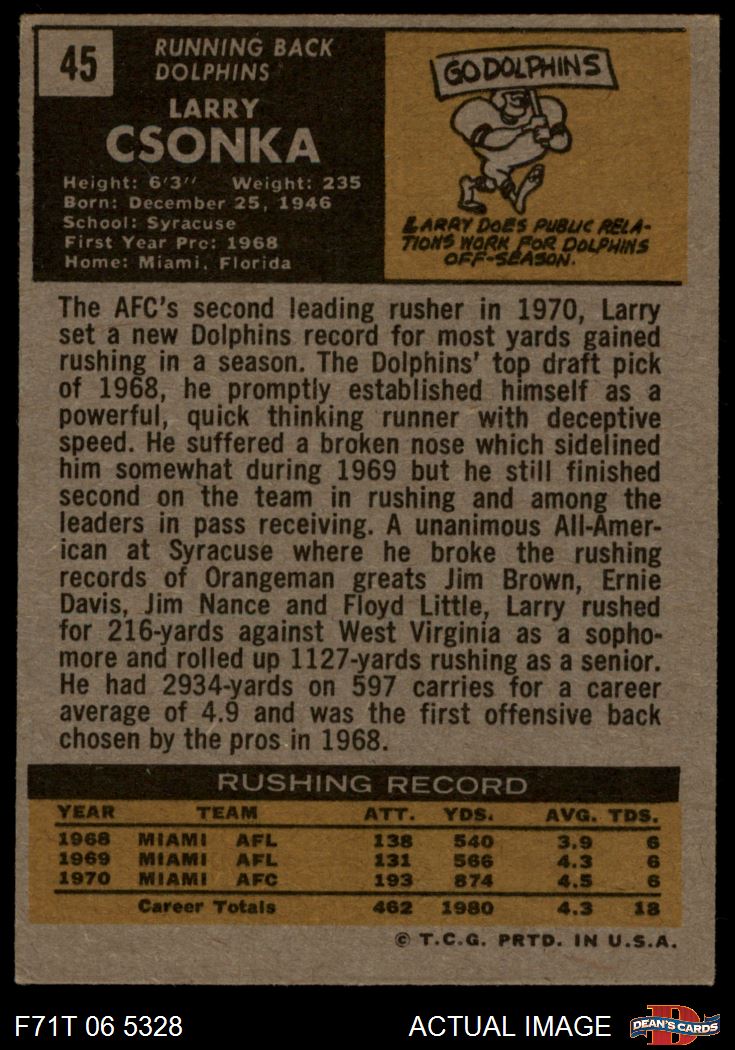 45
RUNNING BACK
DOLPHINS
LARRY
CSONKA
Height: 6'3" Weight: 235
Born: December 25, 1946
School: Syracuse
First Year Pro: 1968
Home: Miami, Florida
GO DOLPHINS
LARRY DOES PUBLIC RELA-
TIONS WORK FOR DOLPHINS
OFF-SEASON.
The AFC's second leading rusher in 1970, Larry
set a new Dolphins record for most yards gained
rushing in a season. The Dolphins' top draft pick
of 1968, he promptly established himself as a
powerful, quick thinking runner with deceptive
speed. He suffered a broken nose which sidelined
him somewhat during 1969 but he still finished
second on the team in rushing and among the
leaders in pass receiving. A unanimous All-Amer-
ican at Syracuse where he broke the rushing
records of Orangeman greats Jim Brown, Ernie
Davis, Jim Nance and Floyd Little, Larry rushed
for 216-yards against West Virginia as a sopho-
more and rolled up 1127-yards rushing as a senior.
He had 2934-yards on 597 carries for a career
average of 4.9 and was the first offensive back
chosen by the pros in 1968.
RUSHING RECORD
YEAR TEAM ATT. YDS. AVG. TDS.
1968 MIAMI AFL 138 540 3.9 6
1969 MIAMI AFL 131 566 4.3 6
1970 MIAMI AFC 193 874 4.5 6
Career Totals 462 1980 4.3 18
© T.C.G. PRTD. IN U.S.A.
F71T 06 5328 ACTUAL IMAGE
D
DEAN'S CARDS